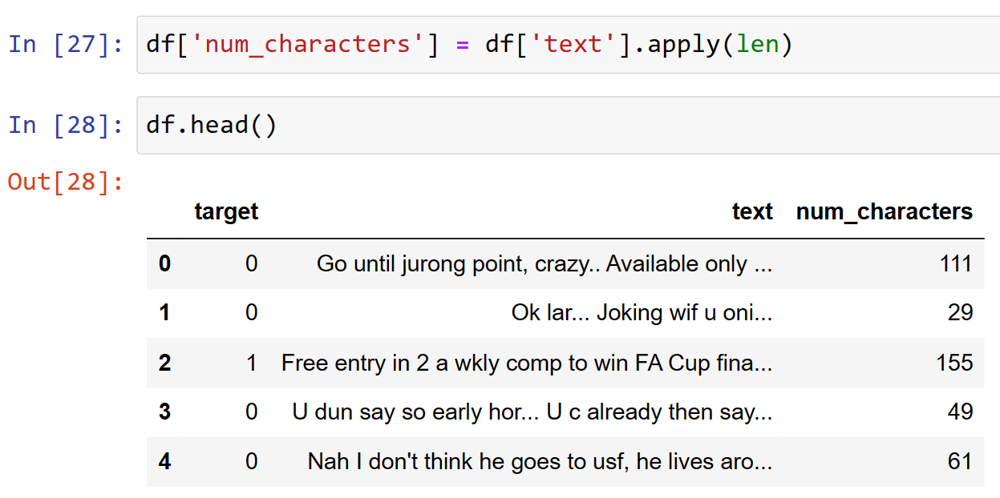 In [27]: df['num_characters'] = df['text'].apply(len)
In [28]: df.head()
Out[28]:
target text num_characters
0 0 Go until jurong point, crazy.. Available only ... 111
1 0 Ok lar... Joking wif u oni... 29
2 1 Free entry in 2 a wkly comp to win FA Cup fina... 155
3 0 U dun say so early hor... U c already then say... 49
4 0 Nah I don't think he goes to usf, he lives aro... 61